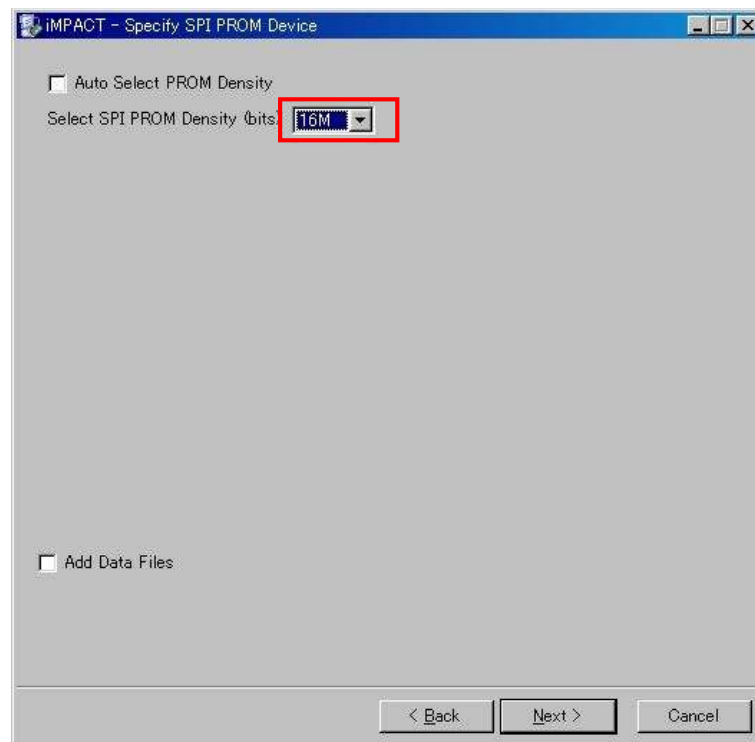 iMPACT - Specify SPI PROM Device
Auto Select PROM Density
Select SPI PROM Density (bits) 16M
Add Data Files
< Back Next > Cancel